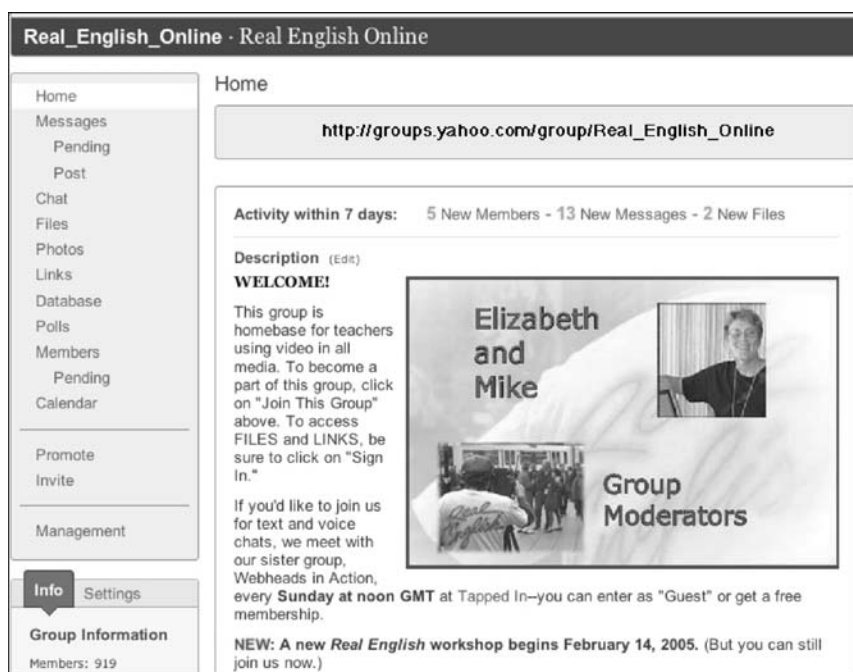 Real_English_Online · Real English Online
Home
Messages
Pending
Post
Chat
Files
Photos
Links
Database
Polls
Members
Pending
Calendar
Promote
Invite
Management
Info
Settings
Group Information
Members: 919
Home
http://groups.yahoo.com/group/Real_English_Online
Activity within 7 days: 5 New Members - 13 New Messages - 2 New Files
Description (Edit)
WELCOME!
This group is
homebase for teachers
using video in all
media. To become a
part of this group, click
on "Join This Group"
above. To access
FILES and LINKS, be
sure to click on "Sign
In."
If you'd like to join us
for text and voice
chats, we meet with
our sister group,
Webheads in Action,
every Sunday at noon GMT at Tapped In--you can enter as "Guest" or get a free
membership.
NEW: A new Real English workshop begins February 14, 2005. (But you can still
join us now.)
Elizabeth
and
Mike
Real
English
Group
Moderators